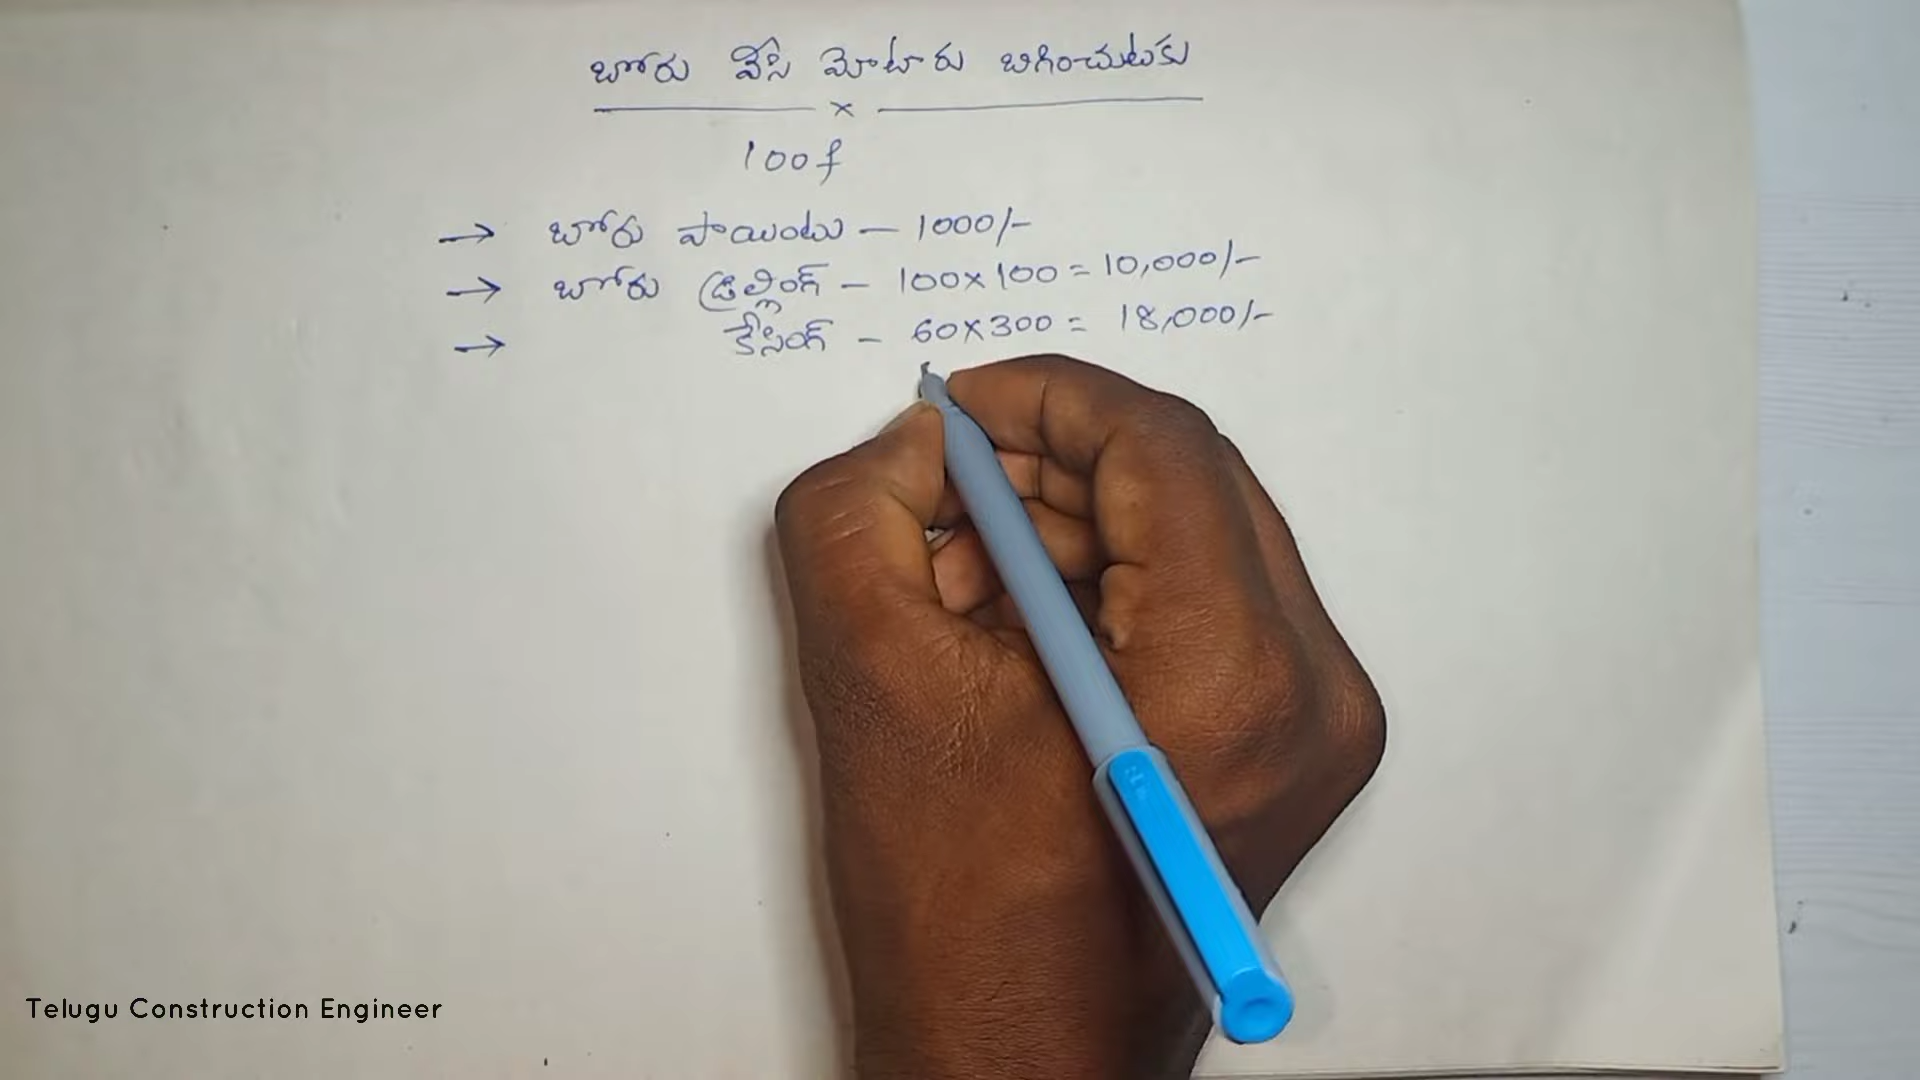 బోరు వేసి మోటారు బిగించుటకు
x
100f
→ బోరు పాయింటు – 1000/-
→ బోరు డ్రిల్లింగ్ – 100x100 = 10,000/-
→ కేసింగ్ – 60x300 = 18,000/-
Telugu Construction Engineer